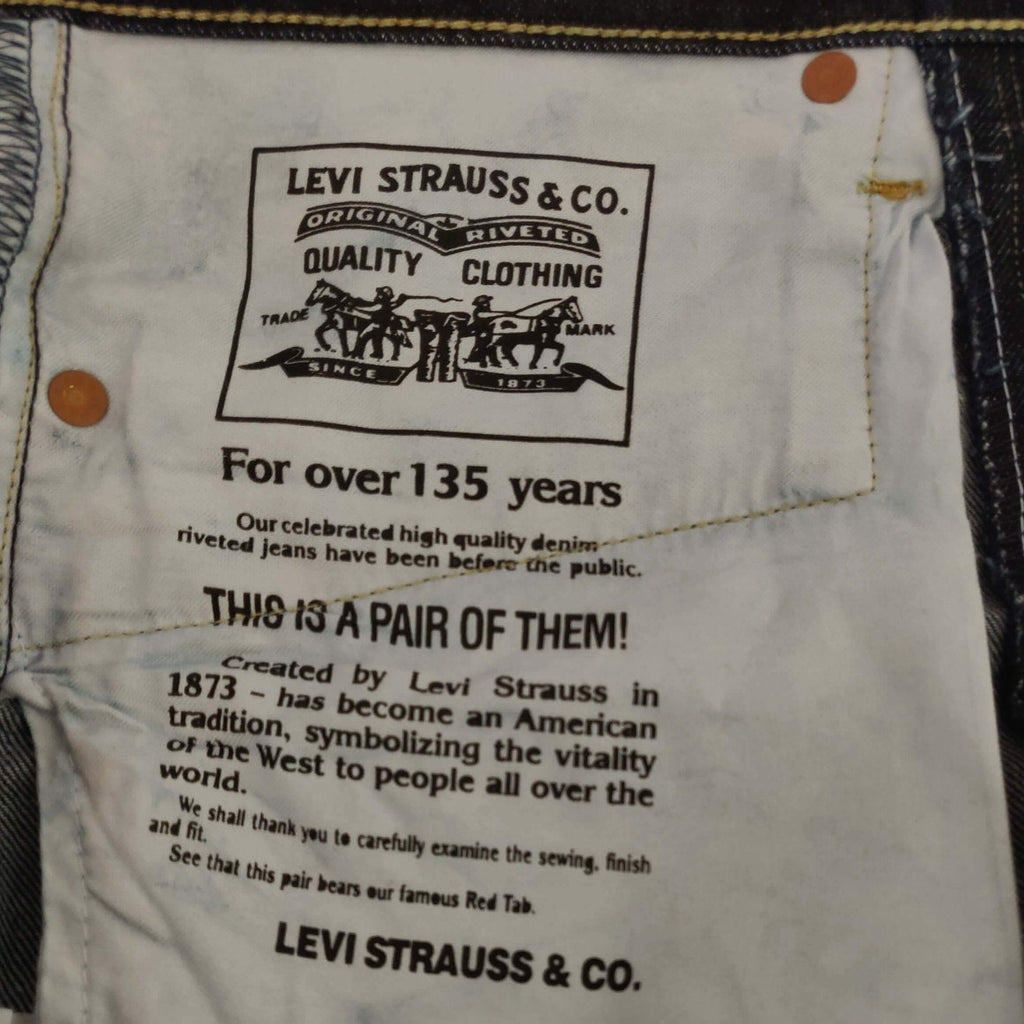 LEVI STRAUSS & CO.
ORIGINAL RIVETED
QUALITY CLOTHING
TRADE MARK
SINCE 1873
For over 135 years
Our celebrated high quality denim
riveted jeans have been before the public.
THIS IS A PAIR OF THEM!
Created by Levi Strauss in
1873 – has become an American
tradition, symbolizing the vitality
of the West to people all over the
world.
We shall thank you to carefully examine the sewing, finish
and fit.
See that this pair bears our famous Red Tab.
LEVI STRAUSS & CO.